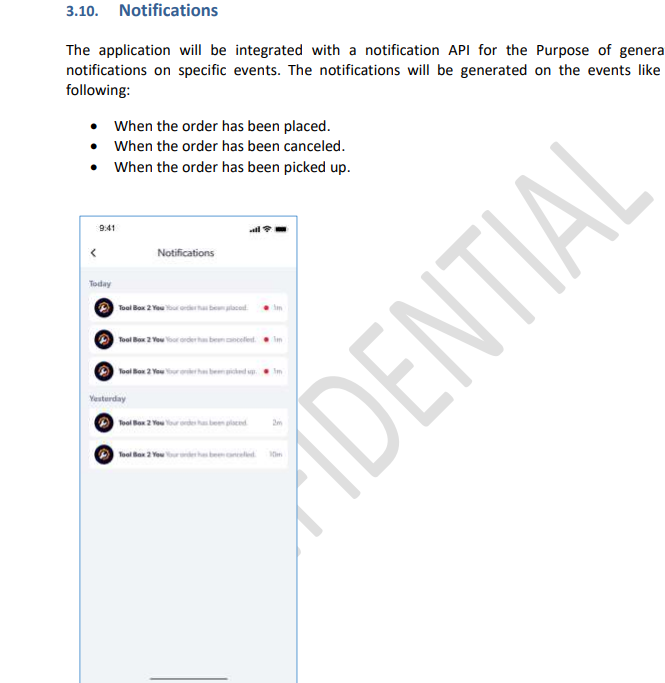 3.10. Notifications
The application will be integrated with a notification API for the Purpose of genera
notifications on specific events. The notifications will be generated on the events like
following:
• When the order has been placed.
• When the order has been canceled.
• When the order has been picked up.
9:41
Notifications
Today
Tool Box 2 You Your order has been placed. 1m
Tool Box 2 You Your order has been cancelled. 1m
Tool Box 2 You Your order has been picked up. 1m
Yesterday
Tool Box 2 You Your order has been placed. 2m
Tool Box 2 You Your order has been cancelled. 10m
FIDENTIAL